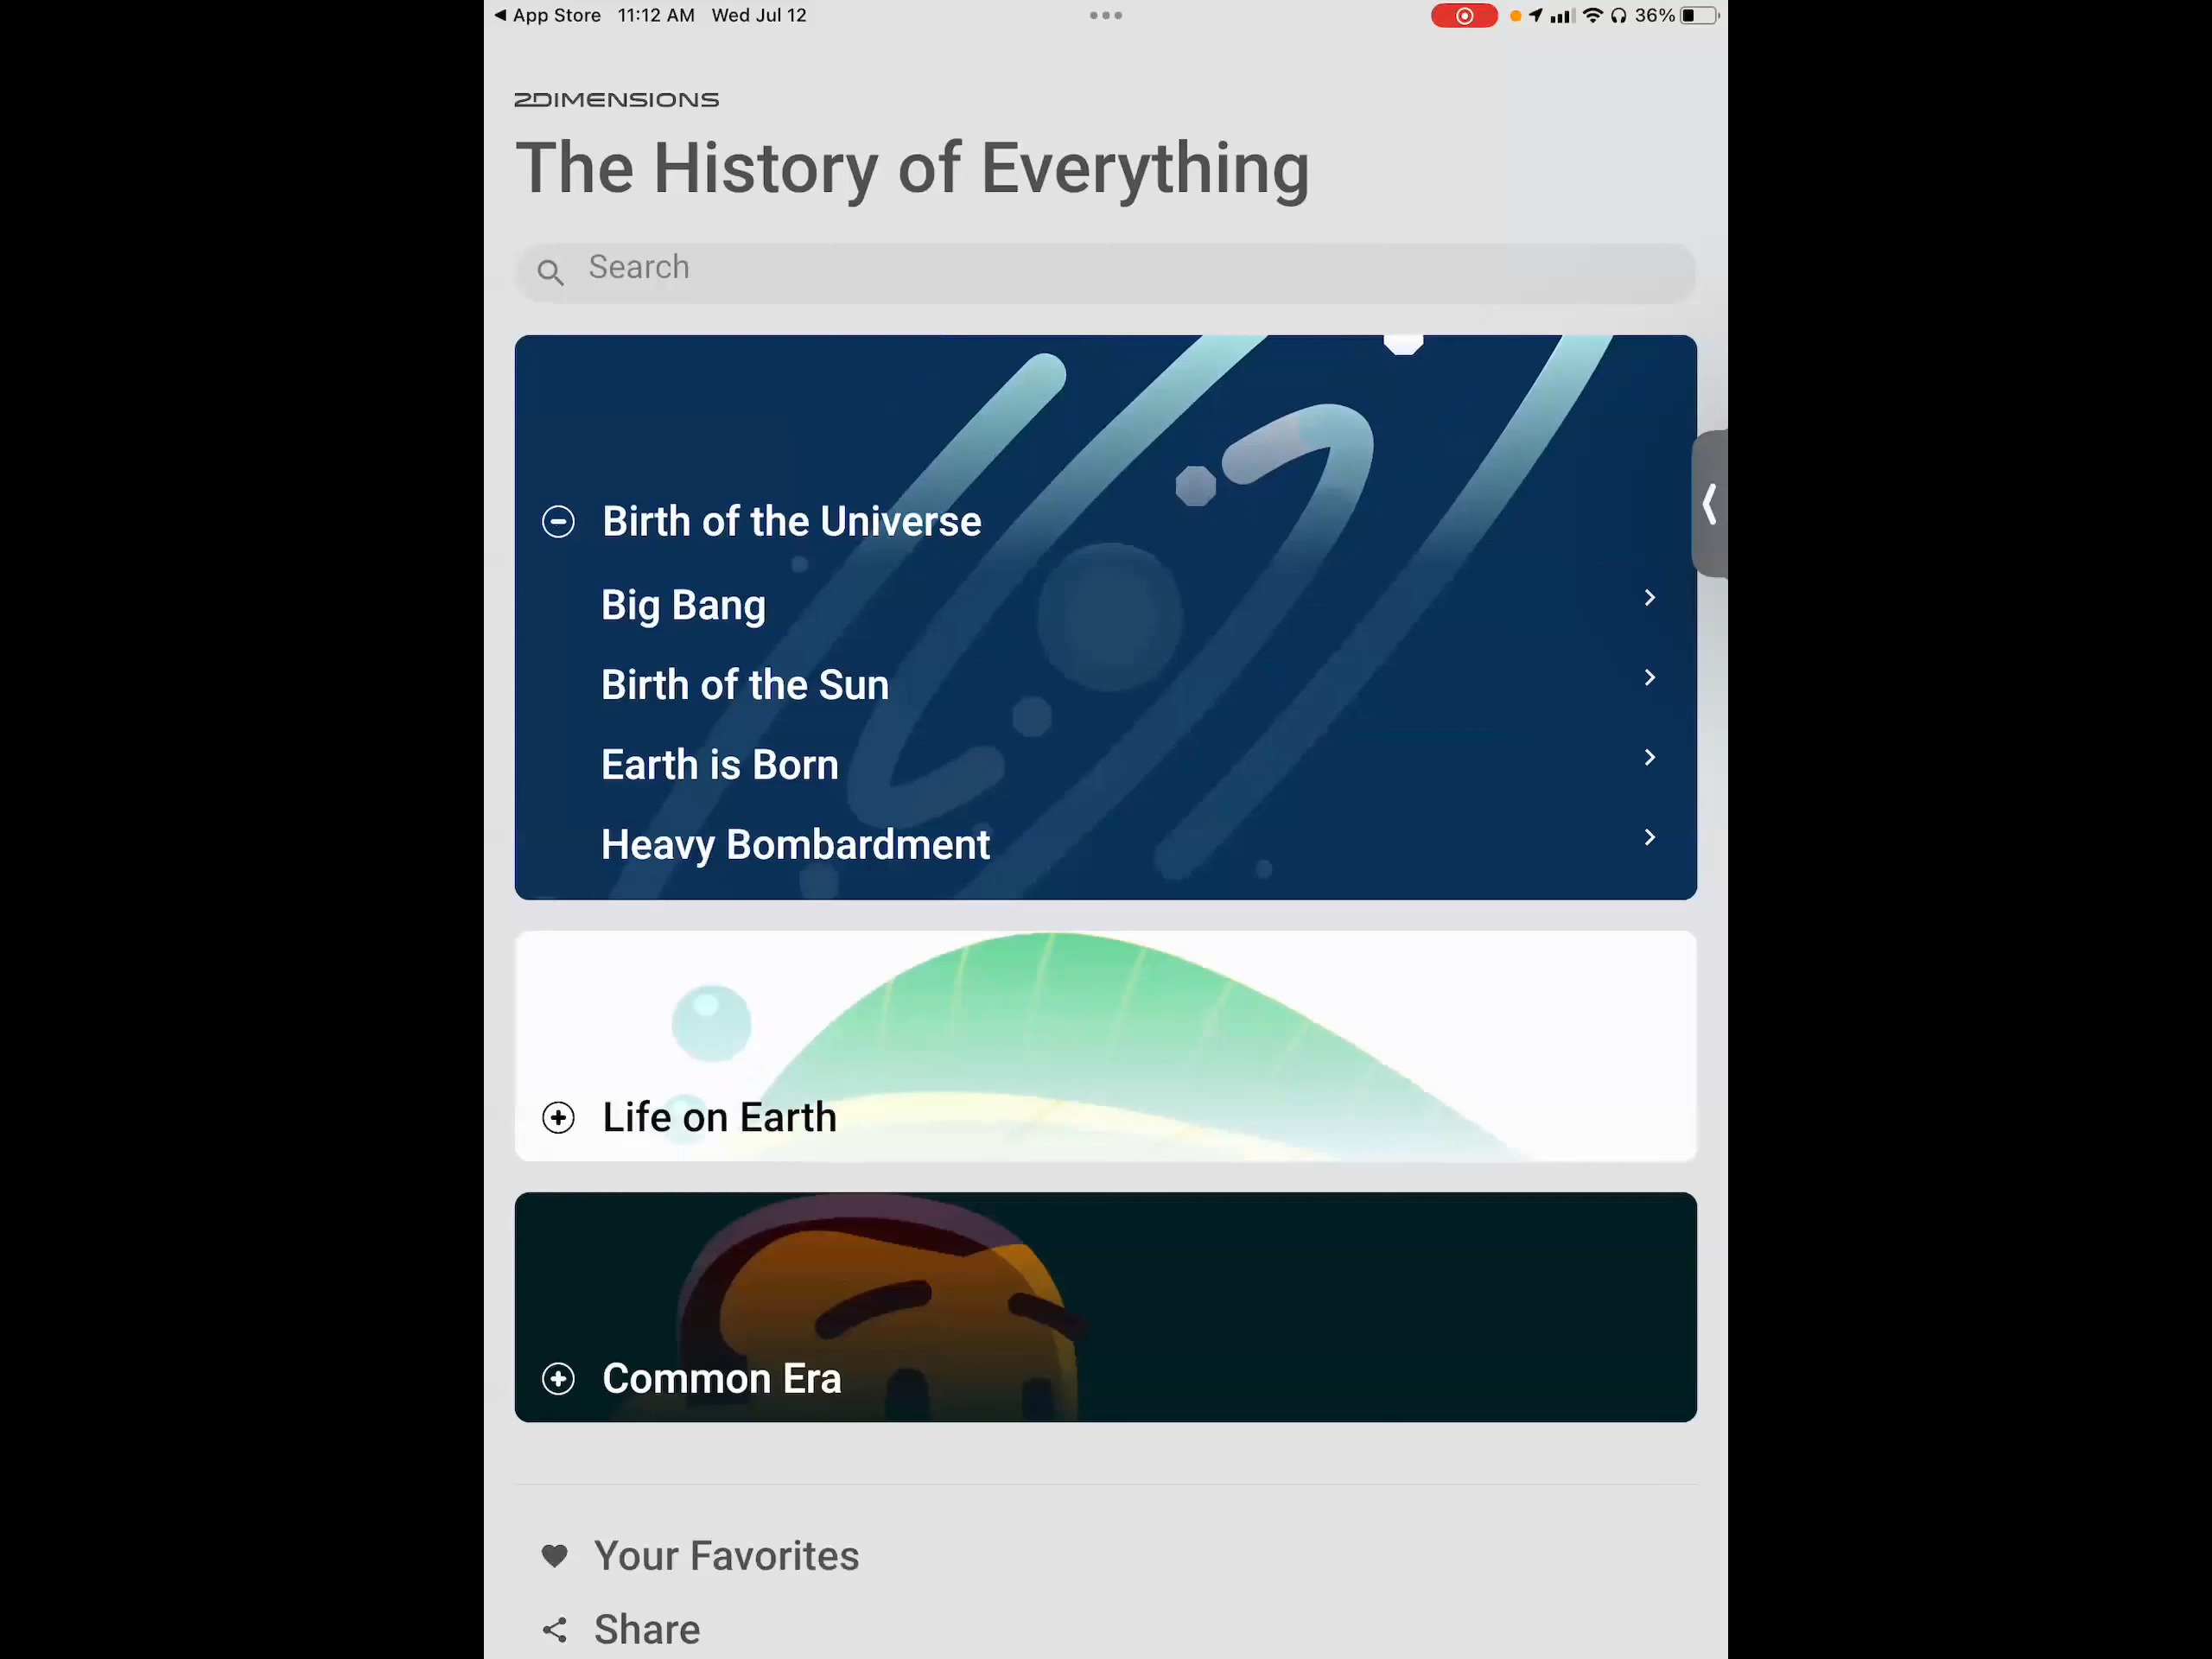 App Store 11:12 AM Wed Jul 12 36%
2DIMENSIONS
The History of Everything
Search
Birth of the Universe
Big Bang
Birth of the Sun
Earth is Born
Heavy Bombardment
Life on Earth
Common Era
Your Favorites
Share